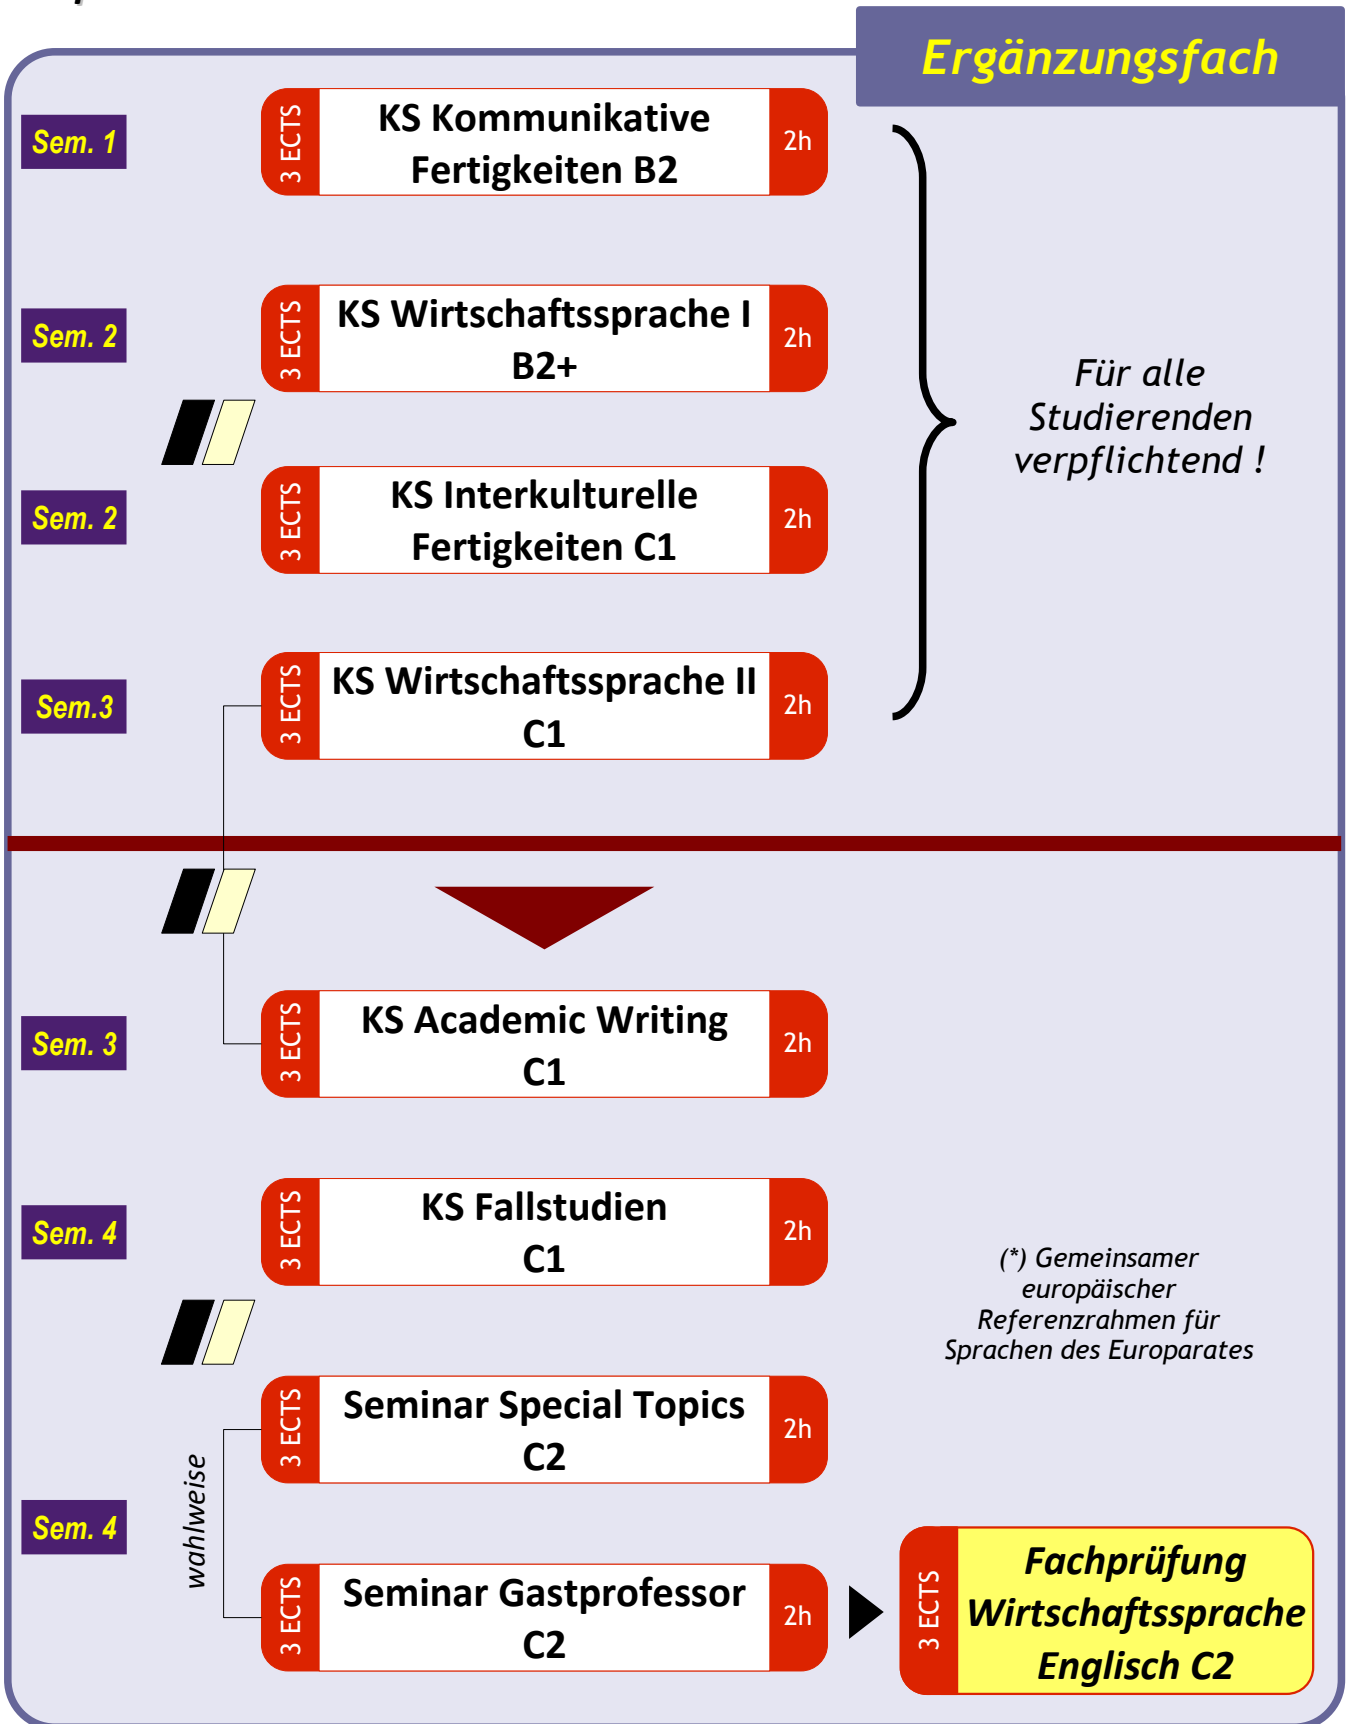 Ergänzungsfach
Sem. 1
3 ECTS
KS Kommunikative
Fertigkeiten B2
2h
Sem. 2
3 ECTS
KS Wirtschaftssprache I
B2+
2h
Für alle
Studierenden
verpflichtend !
Sem. 2
3 ECTS
KS Interkulturelle
Fertigkeiten C1
2h
Sem.3
3 ECTS
KS Wirtschaftssprache II
C1
2h
Sem. 3
3 ECTS
KS Academic Writing
C1
2h
Sem. 4
3 ECTS
KS Fallstudien
C1
2h
(*) Gemeinsamer
europäischer
Referenzrahmen für
Sprachen des Europarates
3 ECTS
Seminar Special Topics
C2
2h
wahlweise
Sem. 4
3 ECTS
Seminar Gastprofessor
C2
2h
3 ECTS
Fachprüfung
Wirtschaftssprache
Englisch C2